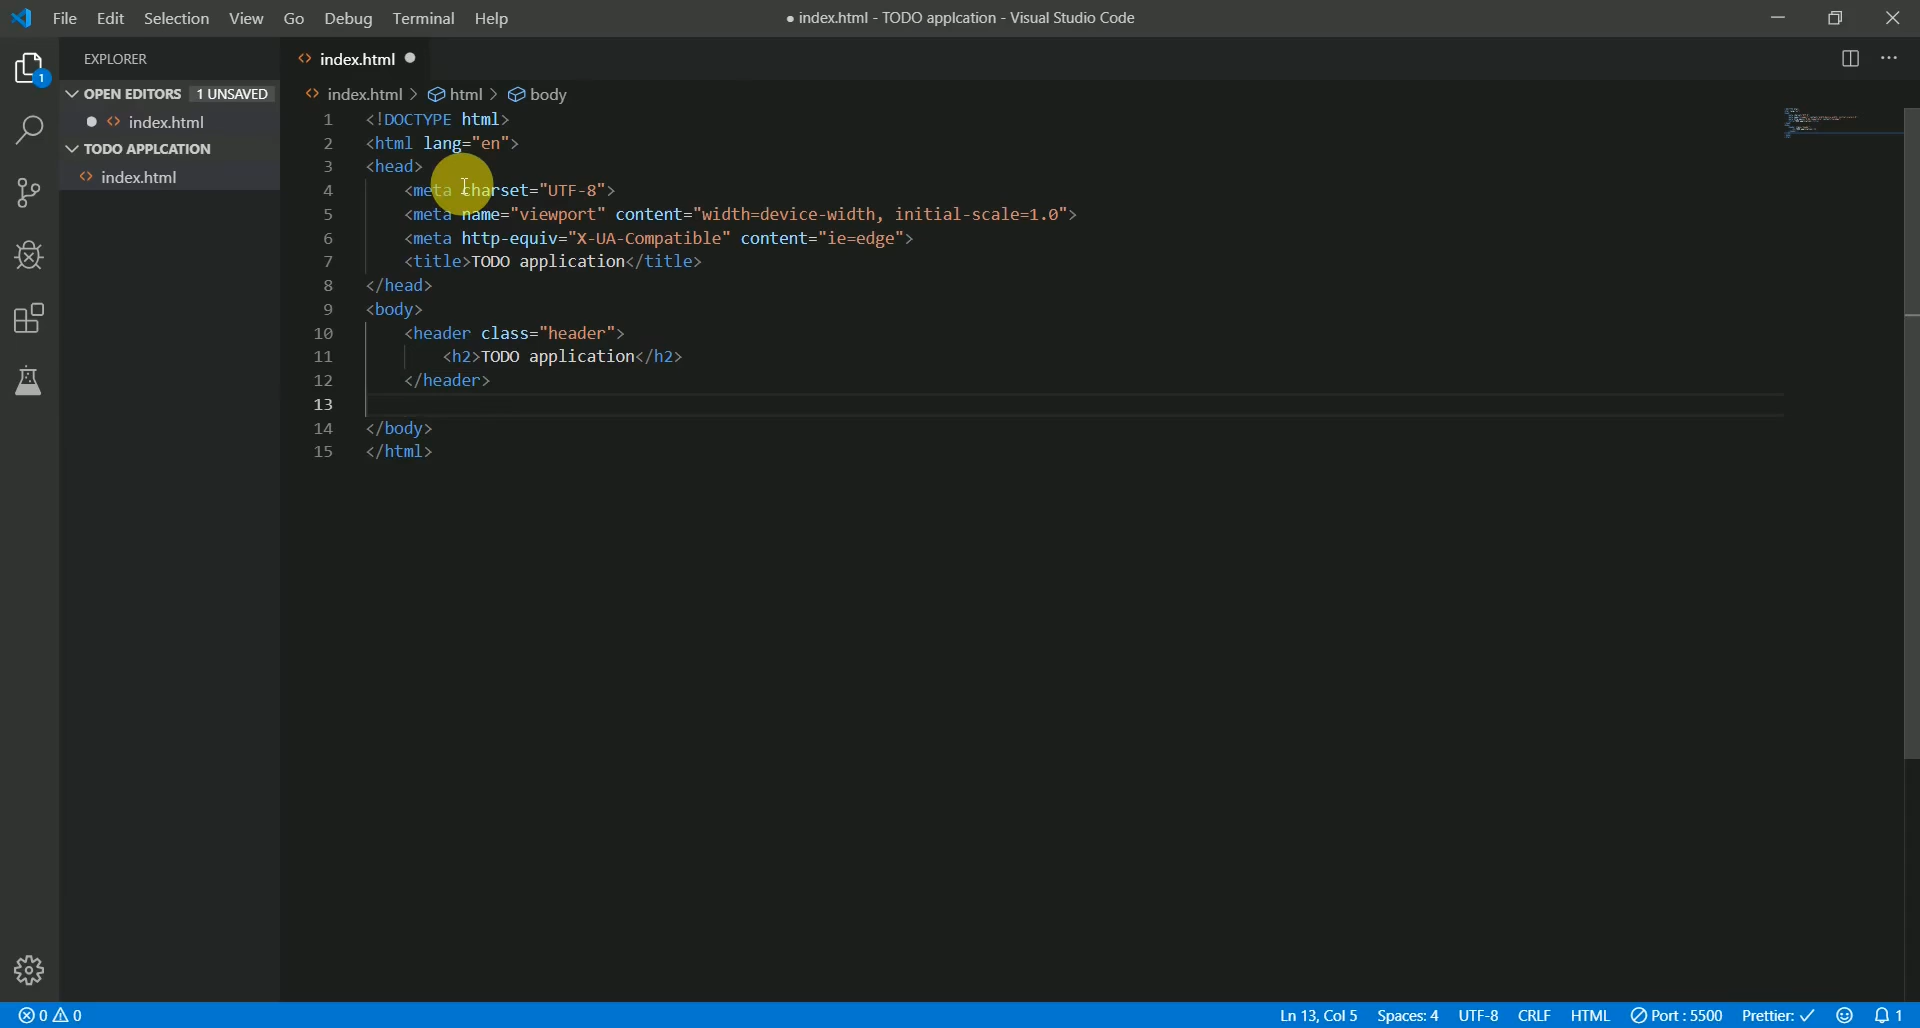 File Edit Selection View Go Debug Terminal Help
● index.html - TODO applcation - Visual Studio Code
1
EXPLORER
OPEN EDITORS 1 UNSAVED
● <> index.html
TODO APPLCATION
<> index.html
<> index.html ●
<> index.html > html > body
1 <!DOCTYPE html>
2 <html lang="en">
3 <head>
4 <meta charset="UTF-8">
5 <meta name="viewport" content="width=device-width, initial-scale=1.0">
6 <meta http-equiv="X-UA-Compatible" content="ie=edge">
7 <title>TODO application</title>
8 </head>
9 <body>
10 <header class="header">
11 <h2>TODO application</h2>
12 </header>
13
14 </body>
15 </html>
0 0 Ln 13, Col 5 Spaces: 4 UTF-8 CRLF HTML Port : 5500 Prettier: ✓ 1